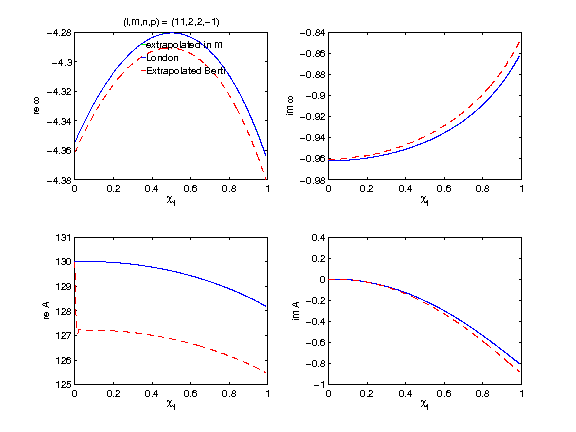 (l,m,n,p) = (11,2,2,−1)
−4.28
−4.3
−4.32
−4.34
−4.36
−4.38
re ω
extrapolated in M
London
Extrapolated Berti
0 0.2 0.4 0.6 0.8 1
χf
−0.84
−0.86
−0.88
−0.9
−0.92
−0.94
−0.96
−0.98
im ω
0 0.2 0.4 0.6 0.8 1
χf
131
130
129
128
127
126
125
re A
0 0.2 0.4 0.6 0.8 1
χf
0.4
0.2
0
−0.2
−0.4
−0.6
−0.8
−1
im A
0 0.2 0.4 0.6 0.8 1
χf